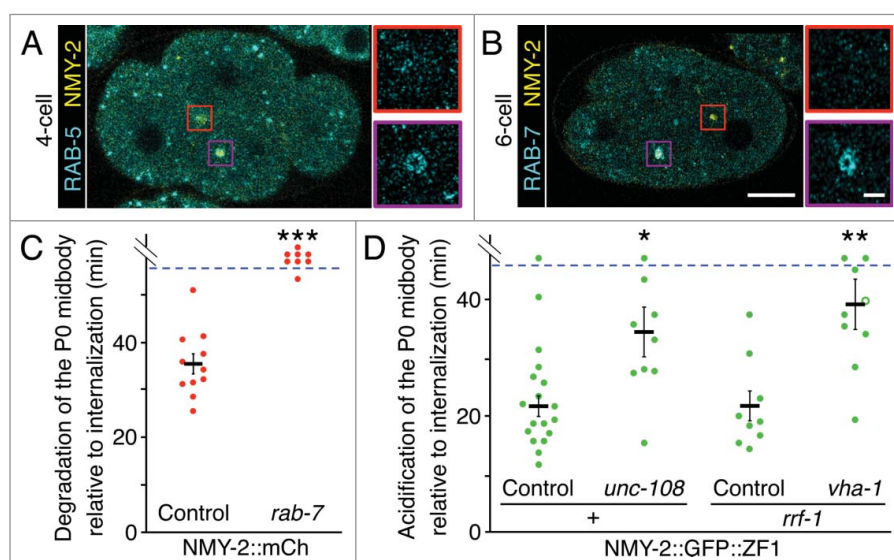 A
4-cell
RAB-5 NMY-2
B
6-cell
RAB-7 NMY-2
C
Degradation of the P0 midbody
relative to internalization (min)
***
40
20
0
Control rab-7
NMY-2::mCh
D
Acidification of the P0 midbody
relative to internalization (min)
* **
40
20
0
Control unc-108 Control vha-1
+ rrf-1
NMY-2::GFP::ZF1